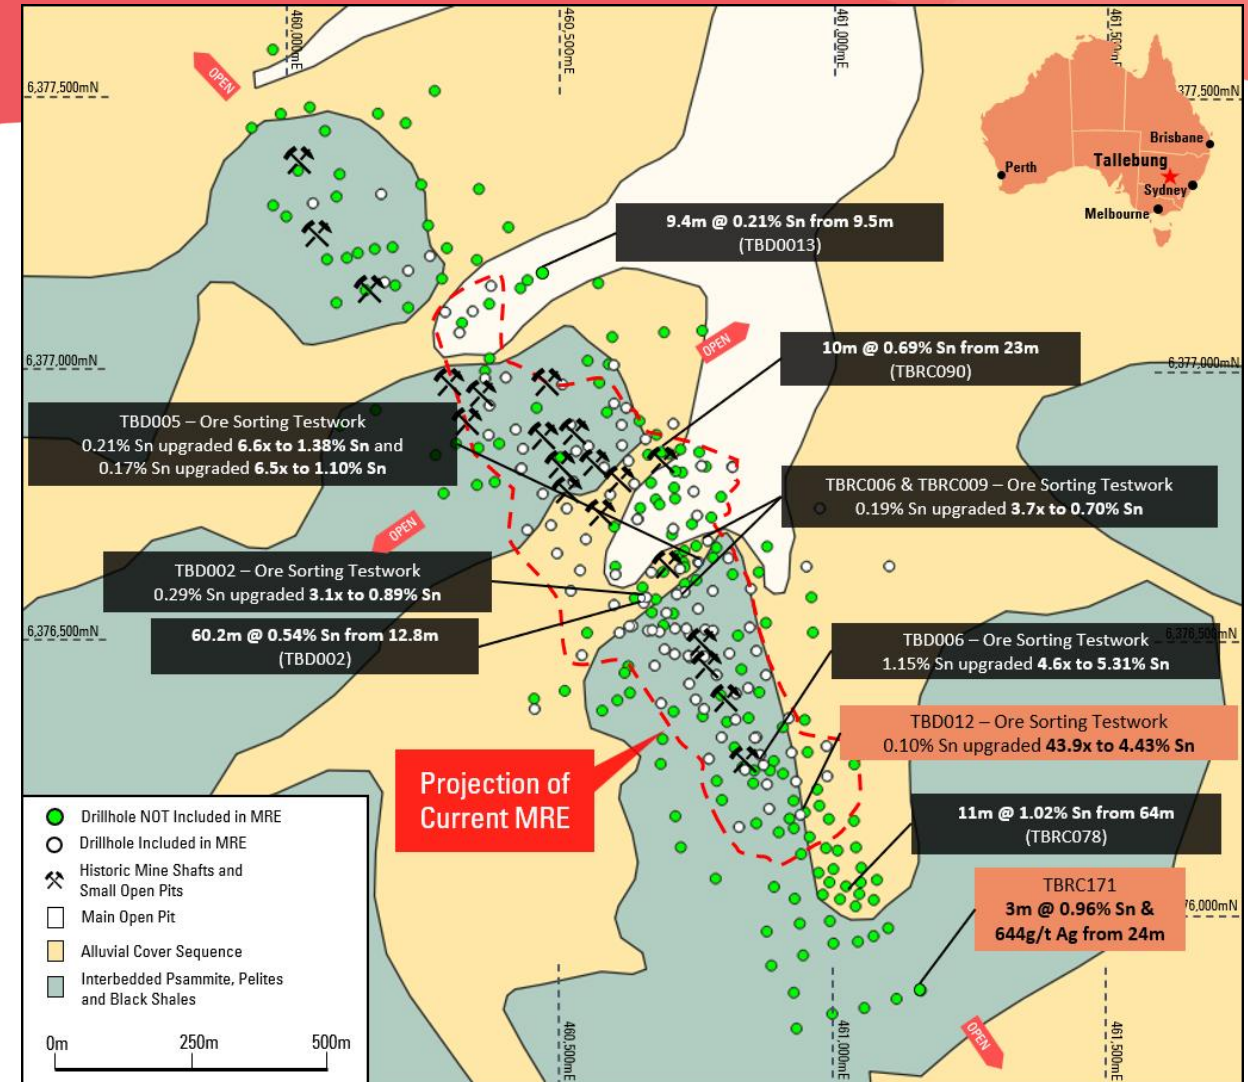 460,000mE
460,500mE
461,000mE
461,5
mE
6,377,500mN
377,500mN
OPEN
Brisbane
Perth
Tallebung
Sydney
Melbourne
9.4m @ 0.21% Sn from 9.5m
(TBD0013)
OPEN
10m @ 0.69% Sn from 23m
(TBRC090)
6,377,000mN
6,377,000mN
TBD005 – Ore Sorting Testwork
0.21% Sn upgraded 6.6x to 1.38% Sn and
0.17% Sn upgraded 6.5x to 1.10% Sn
TBRC006 & TBRC009 – Ore Sorting Testwork
0.19% Sn upgraded 3.7x to 0.70% Sn
OPEN
TBD002 – Ore Sorting Testwork
0.29% Sn upgraded 3.1x to 0.89% Sn
60.2m @ 0.54% Sn from 12.8m
(TBD002)
6,376,500mN
6,376,500mN
TBD006 – Ore Sorting Testwork
1.15% Sn upgraded 4.6x to 5.31% Sn
TBD012 – Ore Sorting Testwork
0.10% Sn upgraded 43.9x to 4.43% Sn
Projection of
Current MRE
11m @ 1.02% Sn from 64m
(TBRC078)
TBRC171
3m @ 0.96% Sn &
644g/t Ag from 24m
76,000mN
Drillhole NOT Included in MRE
Drillhole Included in MRE
Historic Mine Shafts and
Small Open Pits
Main Open Pit
Alluvial Cover Sequence
Interbedded Psammite, Pelites
and Black Shales
0m 250m 500m
460,500mE
461,000mE
461,500mE
OPEN